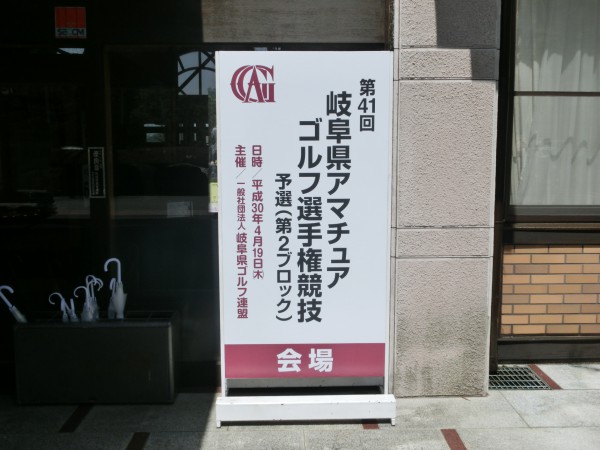 第41回
岐阜県アマチュア
ゴルフ選手権競技
予選(第2ブロック)
日時/平成30年4月19日㈭
主催/一般社団法人岐阜県ゴルフ連盟
会場